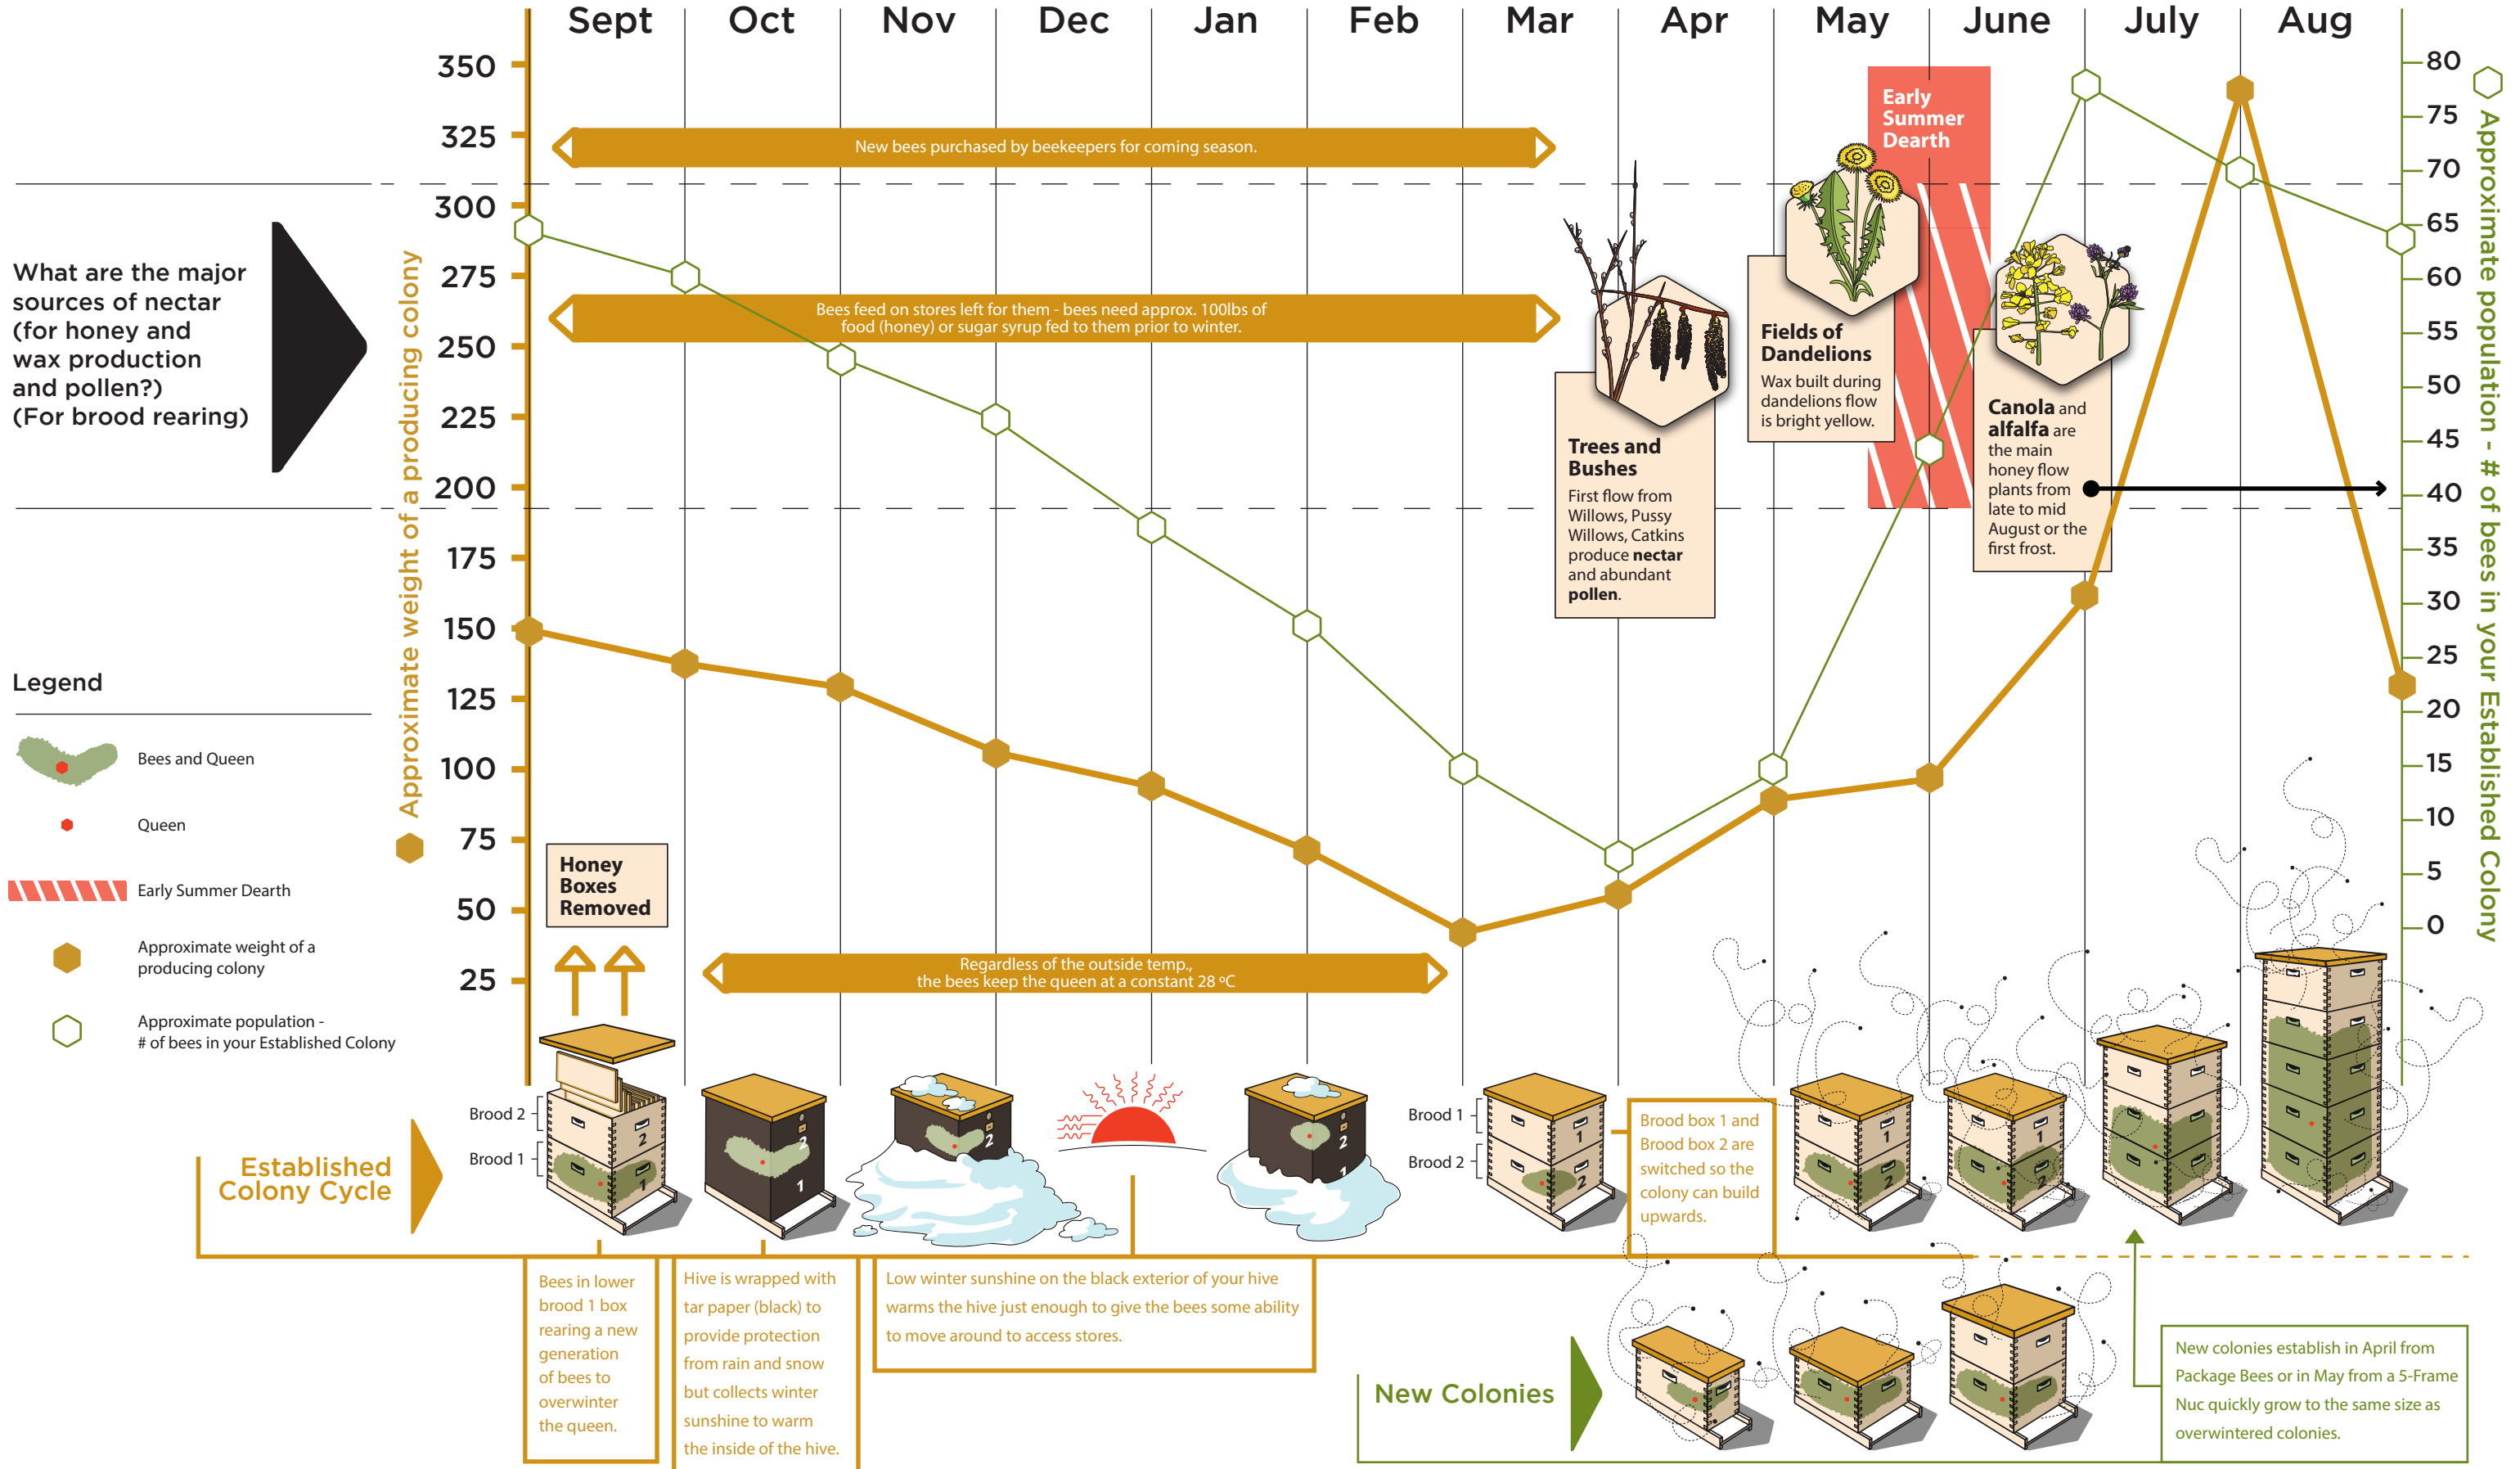 Sept
Oct
Nov
Dec
Jan
Feb
Mar
Apr
May
June
July
Aug
350
325
300
275
250
225
200
175
150
125
100
75
50
25
Approximate weight of a producing colony
80
75
70
65
60
55
50
45
40
35
30
25
20
15
10
5
0
Approximate population - # of bees in your Established Colony
New bees purchased by beekeepers for coming season.
Bees feed on stores left for them - bees need approx. 100lbs of
food (honey) or sugar syrup fed to them prior to winter.
Regardless of the outside temp.,
the bees keep the queen at a constant 28 ºC
What are the major
sources of nectar
(for honey and
wax production
and pollen?)
(For brood rearing)
Early
Summer
Dearth
Trees and
Bushes
First flow from
Willows, Pussy
Willows, Catkins
produce nectar
and abundant
pollen.
Fields of
Dandelions
Wax built during
dandelions flow
is bright yellow.
Canola and
alfalfa are
the main
honey flow
plants from
late to mid
August or the
first frost.
Legend
Bees and Queen
Queen
Early Summer Dearth
Approximate weight of a
producing colony
Approximate population -
# of bees in your Established Colony
Honey
Boxes
Removed
Established
Colony Cycle
Brood 2
Brood 1
2
1
2
1
2
2
1
Brood 1
Brood 2
1
2
Brood box 1 and
Brood box 2 are
switched so the
colony can build
upwards.
1
2
1
2
Bees in lower
brood 1 box
rearing a new
generation
of bees to
overwinter
the queen.
Hive is wrapped with
tar paper (black) to
provide protection
from rain and snow
but collects winter
sunshine to warm
the inside of the hive.
Low winter sunshine on the black exterior of your hive
warms the hive just enough to give the bees some ability
to move around to access stores.
New Colonies
New colonies establish in April from
Package Bees or in May from a 5-Frame
Nuc quickly grow to the same size as
overwintered colonies.